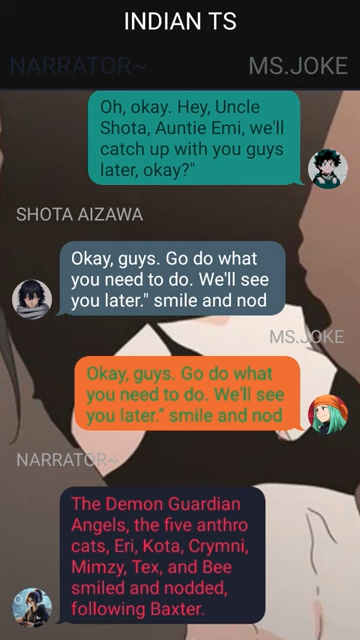 INDIAN TS
NARRATOR~
MS.JOKE
Oh, okay. Hey, Uncle
Shota, Auntie Emi, we'll
catch up with you guys
later, okay?"
SHOTA AIZAWA
Okay, guys. Go do what
you need to do. We'll see
you later." smile and nod
MS.JOKE
Okay, guys. Go do what
you need to do. We'll see
you later." smile and nod
NARRATOR~
The Demon Guardian
Angels, the five anthro
cats, Eri, Kota, Crymni,
Mimzy, Tex, and Bee
smiled and nodded,
following Baxter.